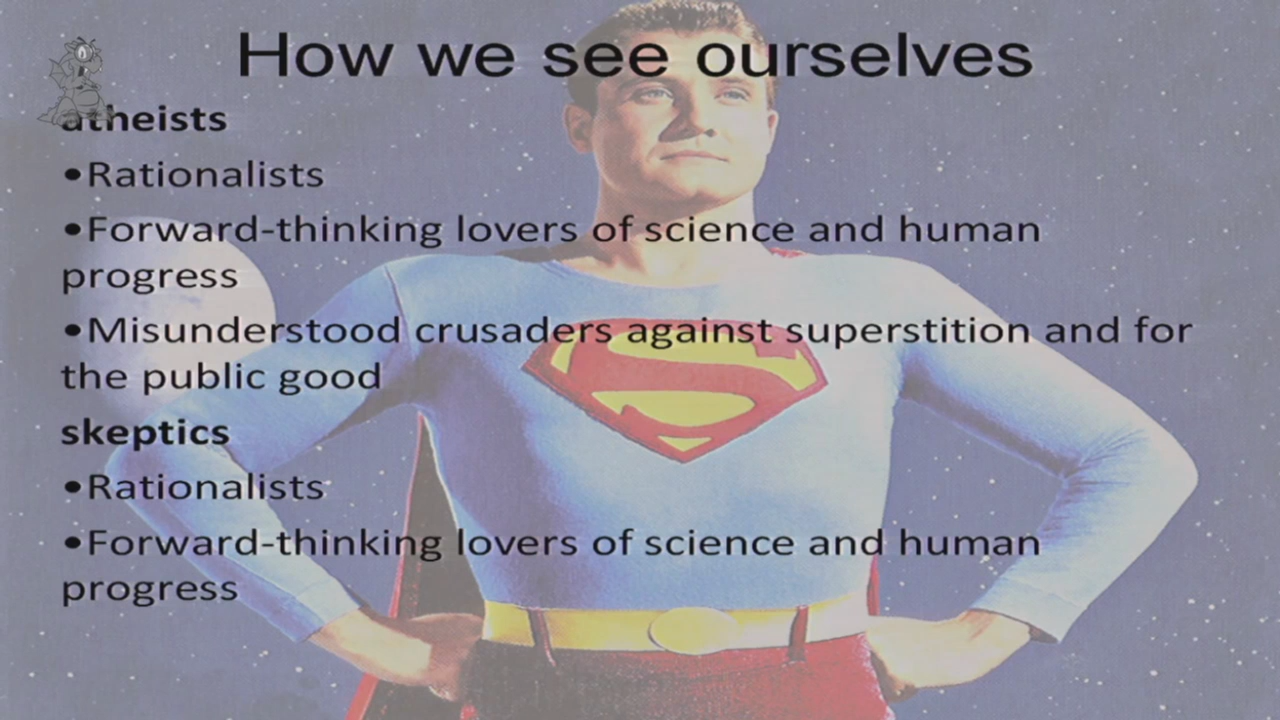 How we see ourselves
atheists
•Rationalists
•Forward-thinking lovers of science and human
progress
•Misunderstood crusaders against superstition and for
the public good
skeptics
•Rationalists
•Forward-thinking lovers of science and human
progress
S